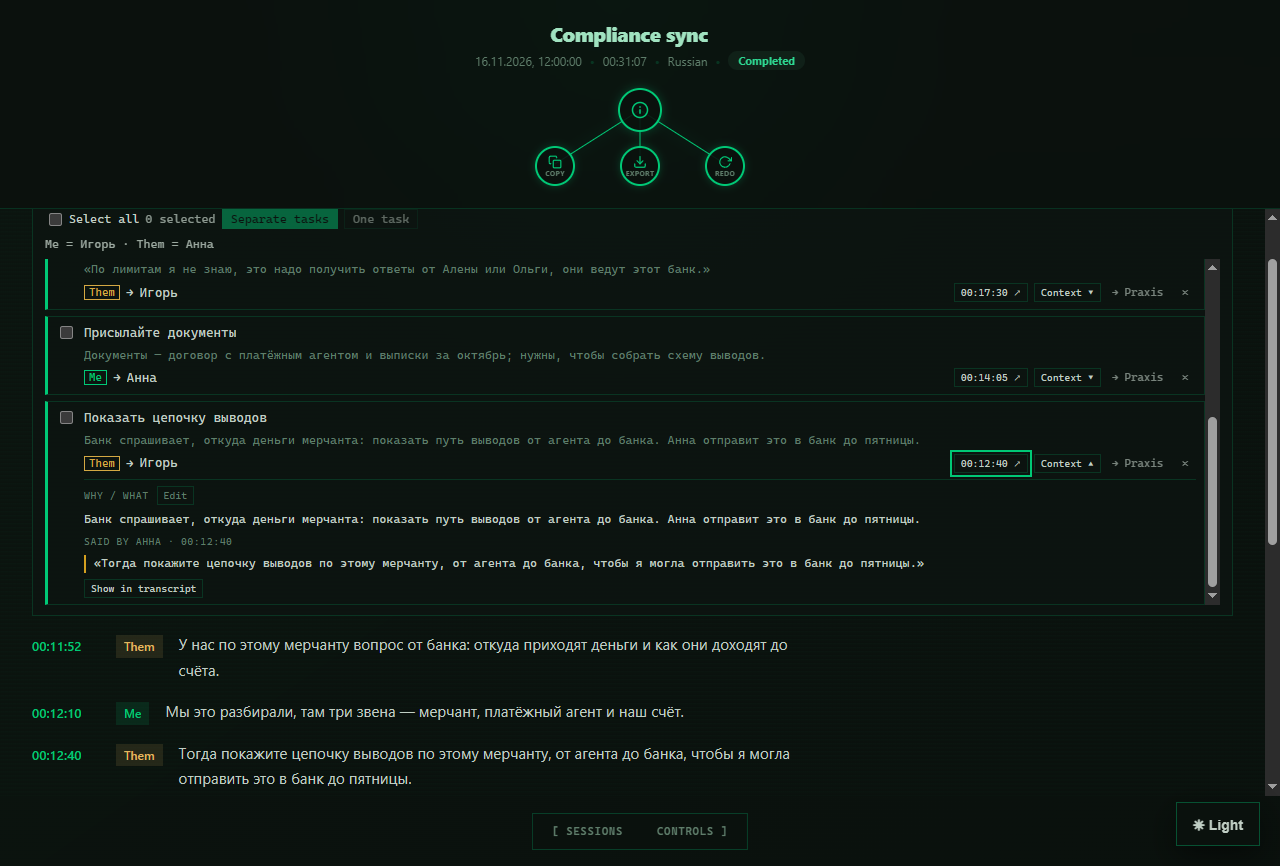 Compliance sync
16.11.2026, 12:00:00 · 00:31:07 · Russian · Completed
COPY
EXPORT
REDO
Select all 0 selected Separate tasks One task
Me = Игорь · Them = Анна
«По лимитам я не знаю, это надо получить ответы от Алены или Ольги, они ведут этот банк.»
Them → Игорь 00:17:30 ↗ Context ▾ → Praxis ×
Присылайте документы
Документы — договор с платёжным агентом и выписки за октябрь; нужны, чтобы собрать схему выводов.
Me → Анна 00:14:05 ↗ Context ▾ → Praxis ×
Показать цепочку выводов
Банк спрашивает, откуда деньги мерчанта: показать путь выводов от агента до банка. Анна отправит это в банк до пятницы.
Them → Игорь 00:12:40 ↗ Context ▴ → Praxis ×
WHY / WHAT Edit
Банк спрашивает, откуда деньги мерчанта: показать путь выводов от агента до банка. Анна отправит это в банк до пятницы.
SAID BY АННА · 00:12:40
«Тогда покажите цепочку выводов по этому мерчанту, от агента до банка, чтобы я могла отправить это в банк до пятницы.»
Show in transcript
00:11:52 Them У нас по этому мерчанту вопрос от банка: откуда приходят деньги и как они доходят до
счёта.
00:12:10 Me Мы это разбирали, там три звена — мерчант, платёжный агент и наш счёт.
00:12:40 Them Тогда покажите цепочку выводов по этому мерчанту, от агента до банка, чтобы я могла
отправить это в банк до пятницы.
[ SESSIONS CONTROLS ]
Light